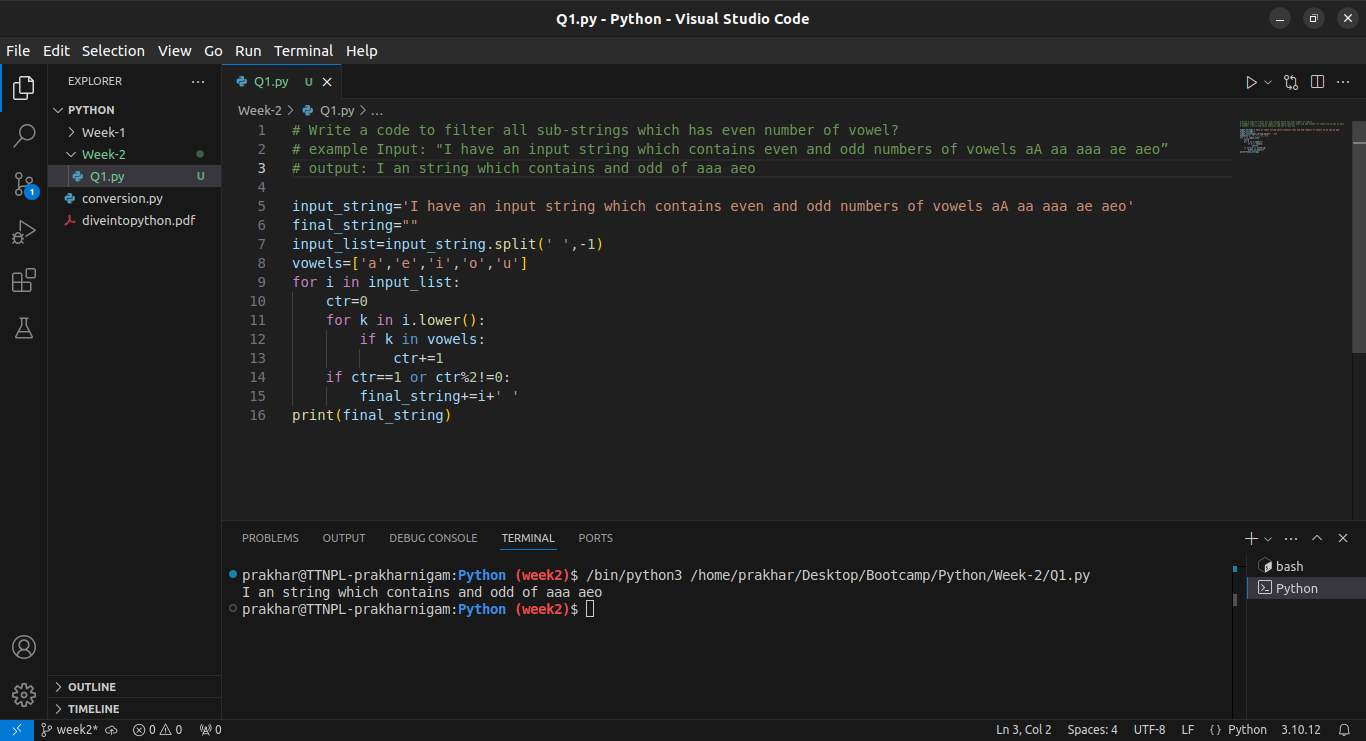 Q1.py - Python - Visual Studio Code
File Edit Selection View Go Run Terminal Help
EXPLORER
PYTHON
Week-1
Week-2
Q1.py U
conversion.py
diveintopython.pdf
OUTLINE
TIMELINE
1
Q1.py U
Week-2 > Q1.py > ...
1 # Write a code to filter all sub-strings which has even number of vowel?
2 # example Input: "I have an input string which contains even and odd numbers of vowels aA aa aaa ae aeo”
3 # output: I an string which contains and odd of aaa aeo
4
5 input_string='I have an input string which contains even and odd numbers of vowels aA aa aaa ae aeo'
6 final_string=""
7 input_list=input_string.split(' ',-1)
8 vowels=['a','e','i','o','u']
9 for i in input_list:
10     ctr=0
11     for k in i.lower():
12         if k in vowels:
13             ctr+=1
14     if ctr==1 or ctr%2!=0:
15         final_string+=i+' '
16 print(final_string)
PROBLEMS OUTPUT DEBUG CONSOLE TERMINAL PORTS
prakhar@TTNPL-prakharnigam:Python (week2)$ /bin/python3 /home/prakhar/Desktop/Bootcamp/Python/Week-2/Q1.py
I an string which contains and odd of aaa aeo
prakhar@TTNPL-prakharnigam:Python (week2)$
bash
Python
week2* 0 0 0 Ln 3, Col 2 Spaces: 4 UTF-8 LF {} Python 3.10.12